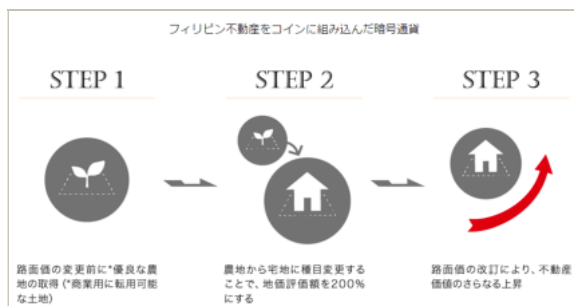 フィリピン不動産をコインに組み込んだ暗号通貨
STEP 1
STEP 2
STEP 3
路面価の変更前に*優良な農
地の取得 (*商業用に転用可能
な土地)
農地から宅地に種目変更する
ことで、地価評価額を200%
にする
路面価の改訂により、不動産
価値のさらなる上昇